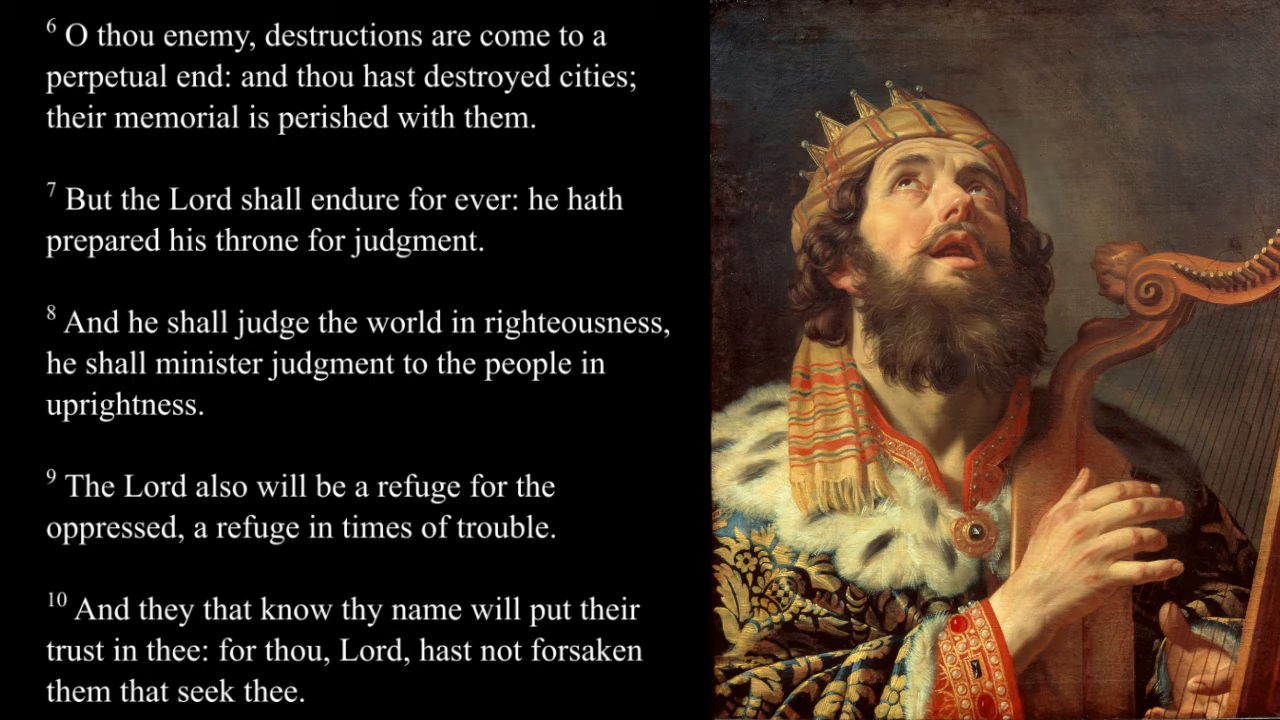 6 O thou enemy, destructions are come to a
perpetual end: and thou hast destroyed cities;
their memorial is perished with them.
7 But the Lord shall endure for ever: he hath
prepared his throne for judgment.
8 And he shall judge the world in righteousness,
he shall minister judgment to the people in
uprightness.
9 The Lord also will be a refuge for the
oppressed, a refuge in times of trouble.
10 And they that know thy name will put their
trust in thee: for thou, Lord, hast not forsaken
them that seek thee.